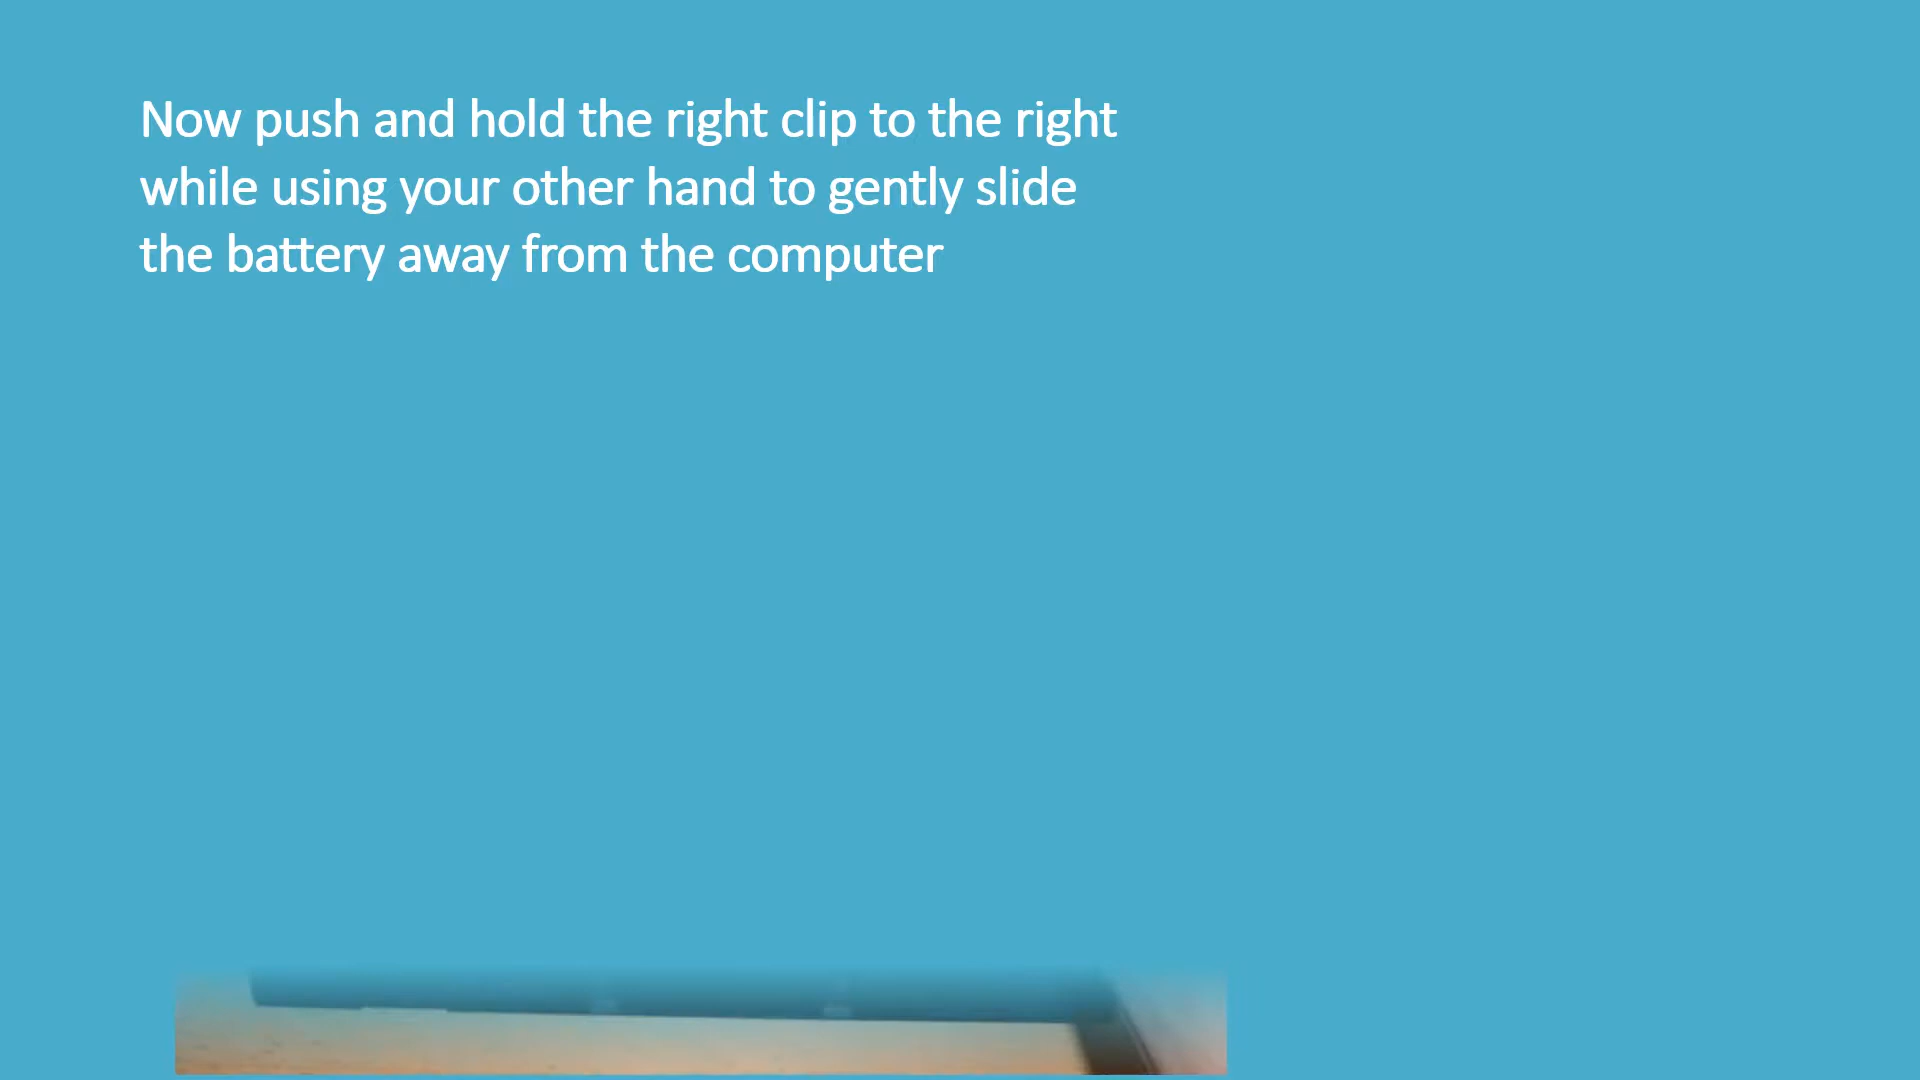 Now push and hold the right clip to the right
while using your other hand to gently slide
the battery away from the computer